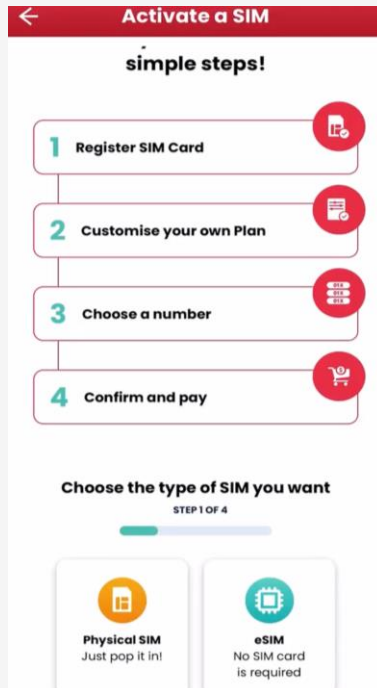 Activate a SIM
simple steps!
1 Register SIM Card
2 Customise your own Plan
3 Choose a number
4 Confirm and pay
Choose the type of SIM you want
STEP 1 OF 4
Physical SIM
Just pop it in!
eSIM
No SIM card
is required